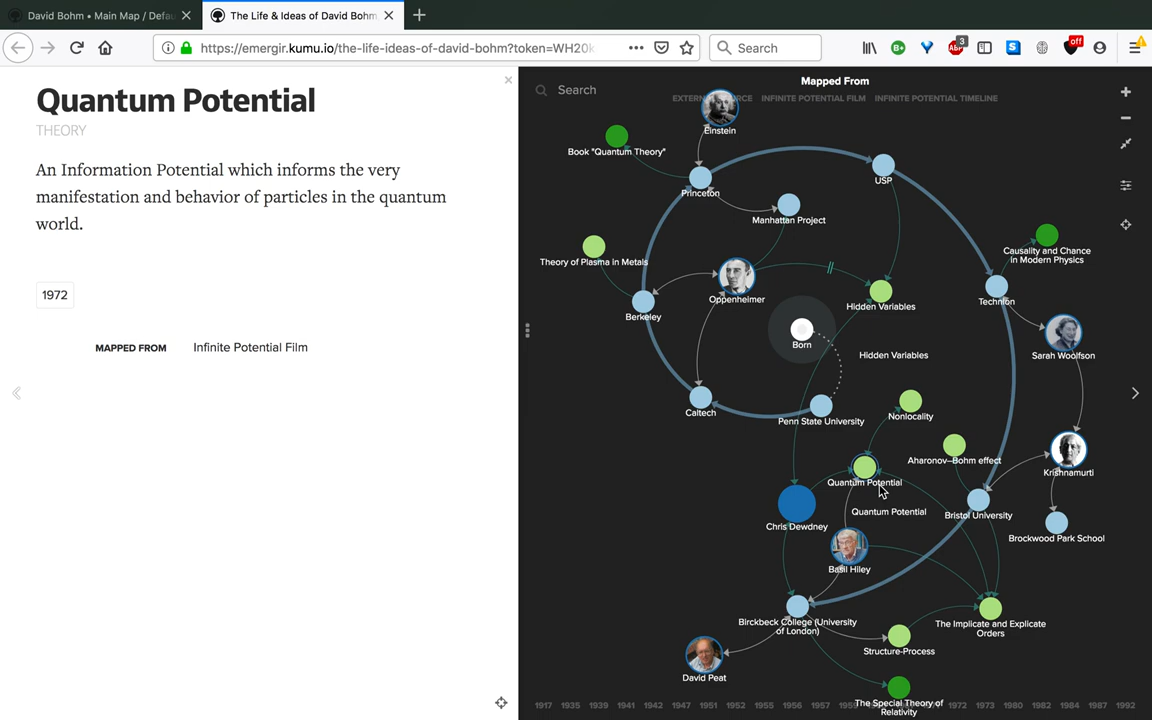 David Bohm • Main Map / Defau
The Life & Ideas of David Bohm
https://emergir.kumu.io/the-life-ideas-of-david-bohm?token=WH20k
Search
B+
ABP
3
S
off
Quantum Potential
THEORY
An Information Potential which informs the very
manifestation and behavior of particles in the quantum
world.
1972
MAPPED FROM Infinite Potential Film
Search
Mapped From
INFINITE POTENTIAL FILM INFINITE POTENTIAL TIMELINE
Einstein
Book "Quantum Theory"
Princeton
USP
Manhattan Project
Theory of Plasma in Metals
Causality and Chance
in Modern Physics
Oppenheimer
Hidden Variables
Technion
Berkeley
Born
Sarah Woolfson
Hidden Variables
Caltech
Penn State University
Nonlocality
Aharonov–Bohm effect
Krishnamurti
Quantum Potential
Quantum Potential
Bristol University
Chris Dewdney
Brockwood Park School
Basil Hiley
Birckbeck College (University
of London)
The Implicate and Explicate
Orders
Structure-Process
David Peat
The Special Theory of
Relativity
1917 1935 1939 1941 1942 1947 1951 1952 1955 1956 1957 1972 1973 1980 1982 1984 1987 1992